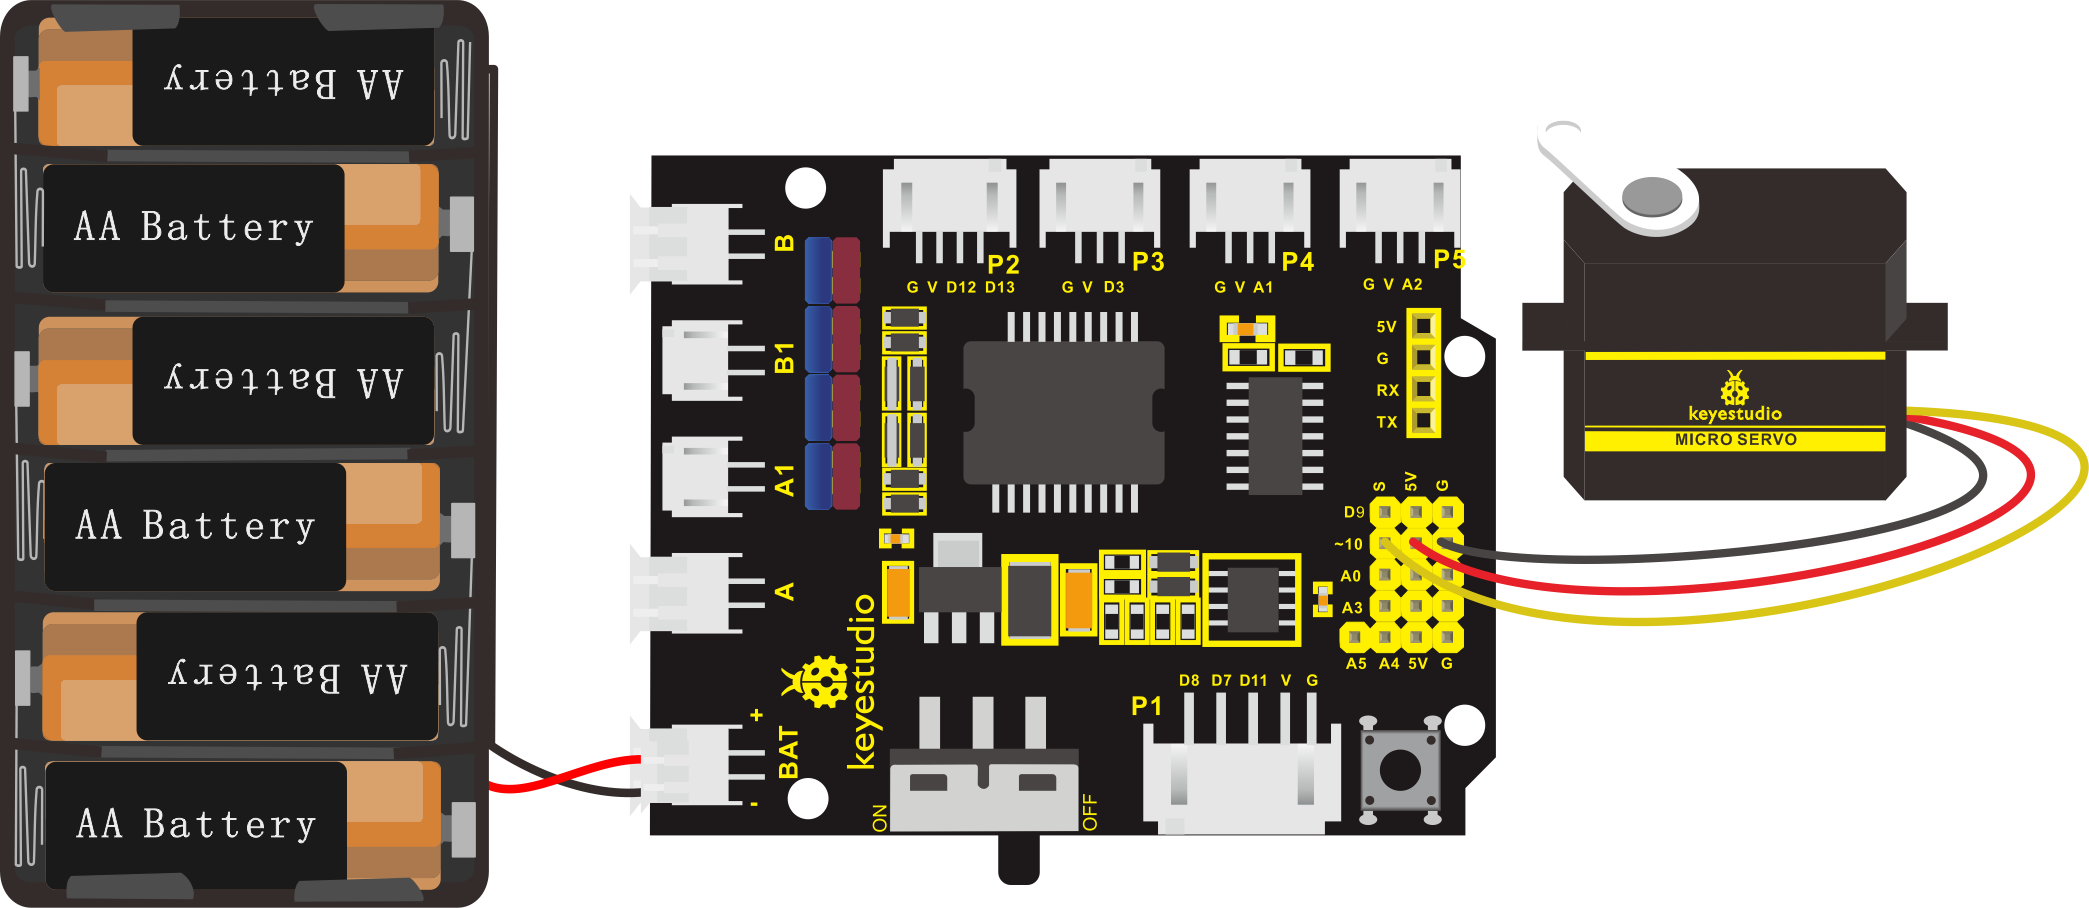 AA Battery
AA Battery
AA Battery
AA Battery
AA Battery
AA Battery
B
B1
A1
A
+
BAT
-
keyestudio
P2
G V D12 D13
P3
G V D3
P4
G V A1
P5
G V A2
5V
G
RX
TX
S 5V G
D9
~10
A0
A3
A5 A4 5V G
D8 D7 D11 V G
P1
ON
OFF
keyestudio
MICRO SERVO